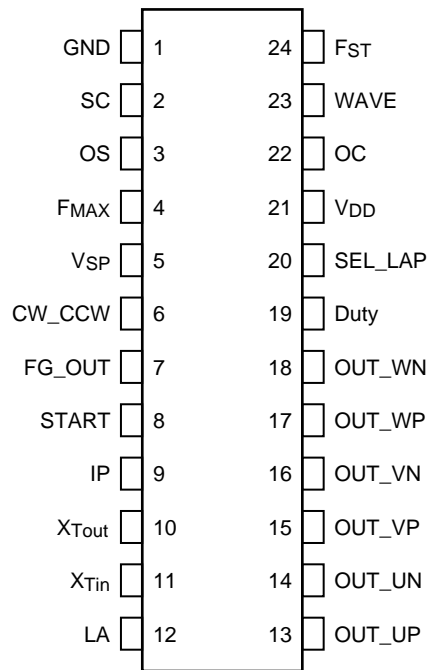 GND 1 24 FST
SC 2 23 WAVE
OS 3 22 OC
FMAX 4 21 VDD
VSP 5 20 SEL_LAP
CW_CCW 6 19 Duty
FG_OUT 7 18 OUT_WN
START 8 17 OUT_WP
IP 9 16 OUT_VN
XTout 10 15 OUT_VP
XTin 11 14 OUT_UN
LA 12 13 OUT_UP